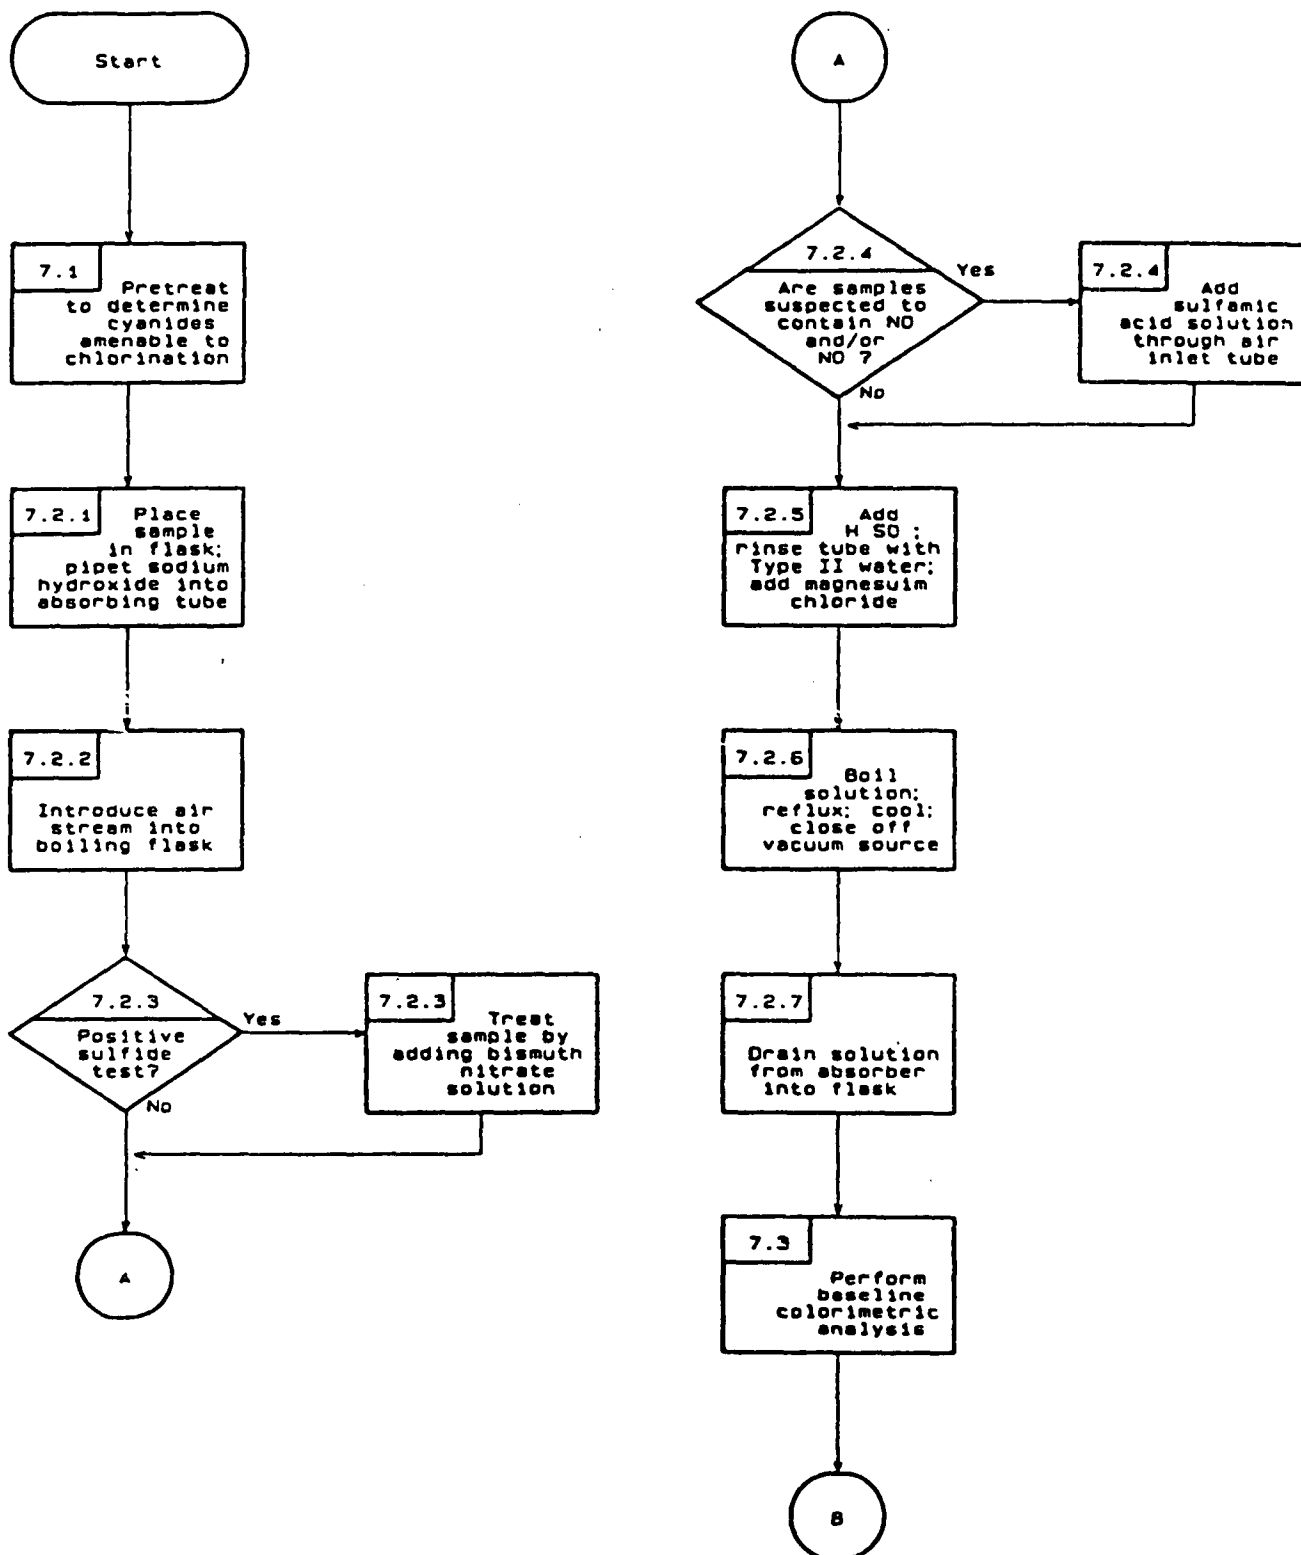 Start
7.1
Pretreat
to determine
cyanides
amenable to
chlorination
7.2.1
Place
sample
in flask;
pipet sodium
hydroxide into
absorbing tube
7.2.2
Introduce air
stream into
boiling flask
7.2.3
Positive
sulfide
test?
Yes
No
7.2.3
Treat
sample by
adding bismuth
nitrate
solution
A
A
7.2.4
Are samples
suspected to
contain NO
and/or
NO ?
Yes
No
7.2.4
Add
sulfamic
acid solution
through air
inlet tube
7.2.5
Add
H SO ;
rinse tube with
Type II water;
add magnesuim
chloride
7.2.6
Boil
solution;
reflux; cool;
close off
vacuum source
7.2.7
Drain solution
from absorber
into flask
7.3
Perform
baseline
colorimetric
analysis
B